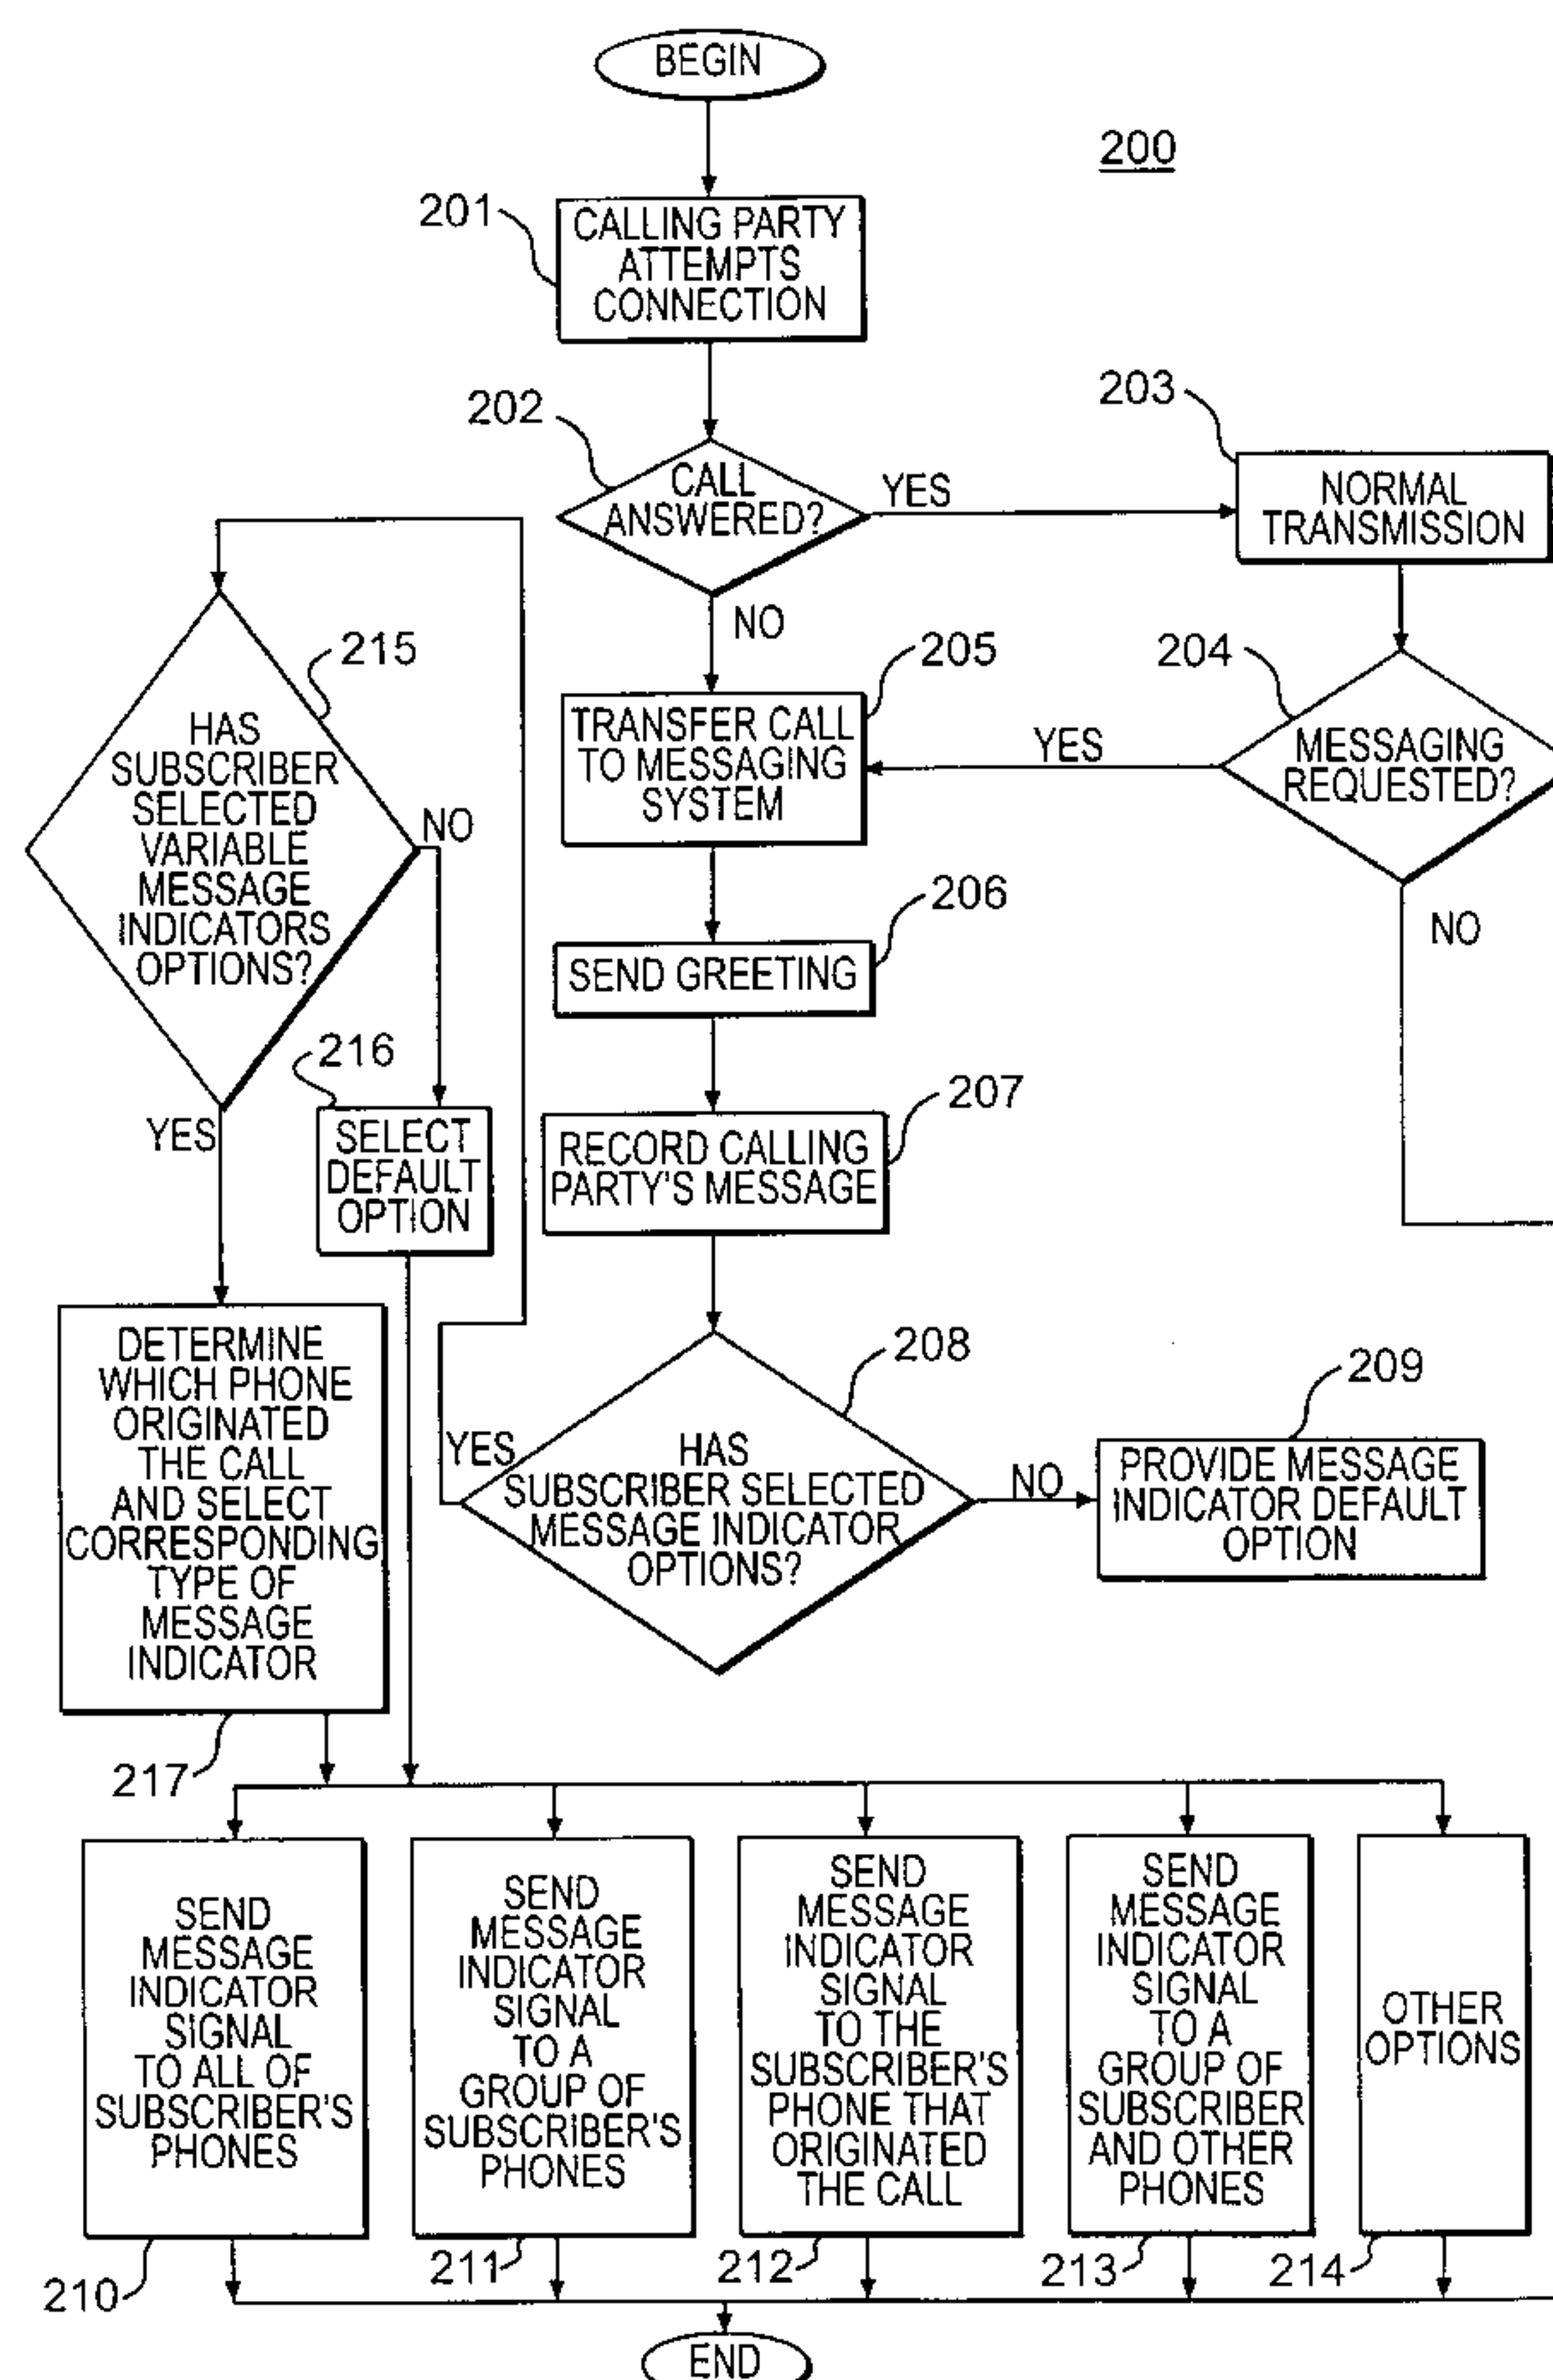 BEGIN
200
201
CALLING PARTY
ATTEMPTS
CONNECTION
202
CALL
ANSWERED?
YES
NO
203
NORMAL
TRANSMISSION
204
MESSAGING
REQUESTED?
YES
NO
205
TRANSFER CALL
TO MESSAGING
SYSTEM
206
SEND GREETING
207
RECORD CALLING
PARTY'S MESSAGE
208
HAS
SUBSCRIBER SELECTED
MESSAGE INDICATOR
OPTIONS?
YES
NO
209
PROVIDE MESSAGE
INDICATOR DEFAULT
OPTION
215
HAS
SUBSCRIBER
SELECTED
VARIABLE
MESSAGE
INDICATORS
OPTIONS?
NO
YES
216
SELECT
DEFAULT
OPTION
DETERMINE
WHICH PHONE
ORIGINATED
THE CALL
AND SELECT
CORRESPONDING
TYPE OF
MESSAGE
INDICATOR
217
SEND
MESSAGE
INDICATOR
SIGNAL
TO ALL OF
SUBSCRIBER'S
PHONES
210
SEND
MESSAGE
INDICATOR
SIGNAL
TO A
GROUP OF
SUBSCRIBER'S
PHONES
211
SEND
MESSAGE
INDICATOR
SIGNAL
TO THE
SUBSCRIBER'S
PHONE THAT
ORIGINATED
THE CALL
212
SEND
MESSAGE
INDICATOR
SIGNAL
TO A
GROUP OF
SUBSCRIBER
AND OTHER
PHONES
213
OTHER
OPTIONS
214
END